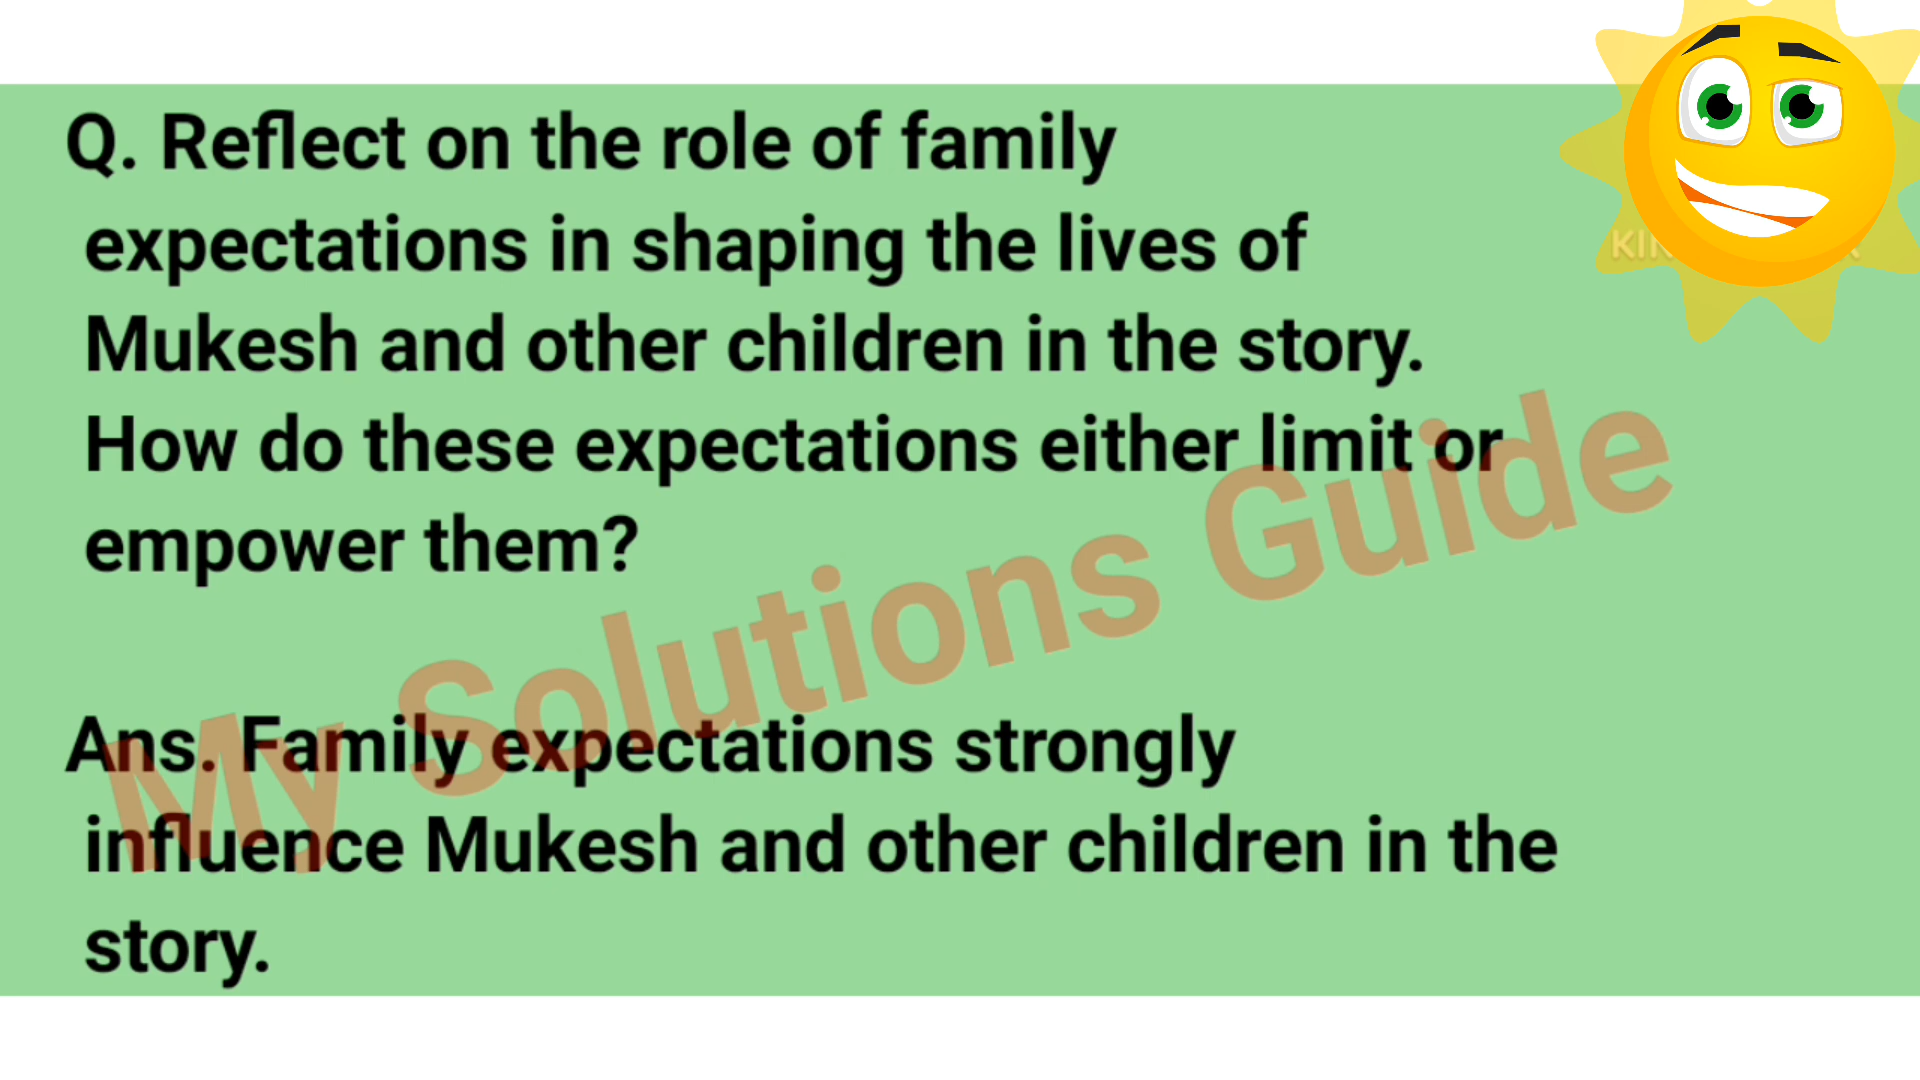 Q. Reflect on the role of family
expectations in shaping the lives of
Mukesh and other children in the story.
How do these expectations either limit or
empower them?
Ans. Family expectations strongly
influence Mukesh and other children in the
story.
My Solutions Guide